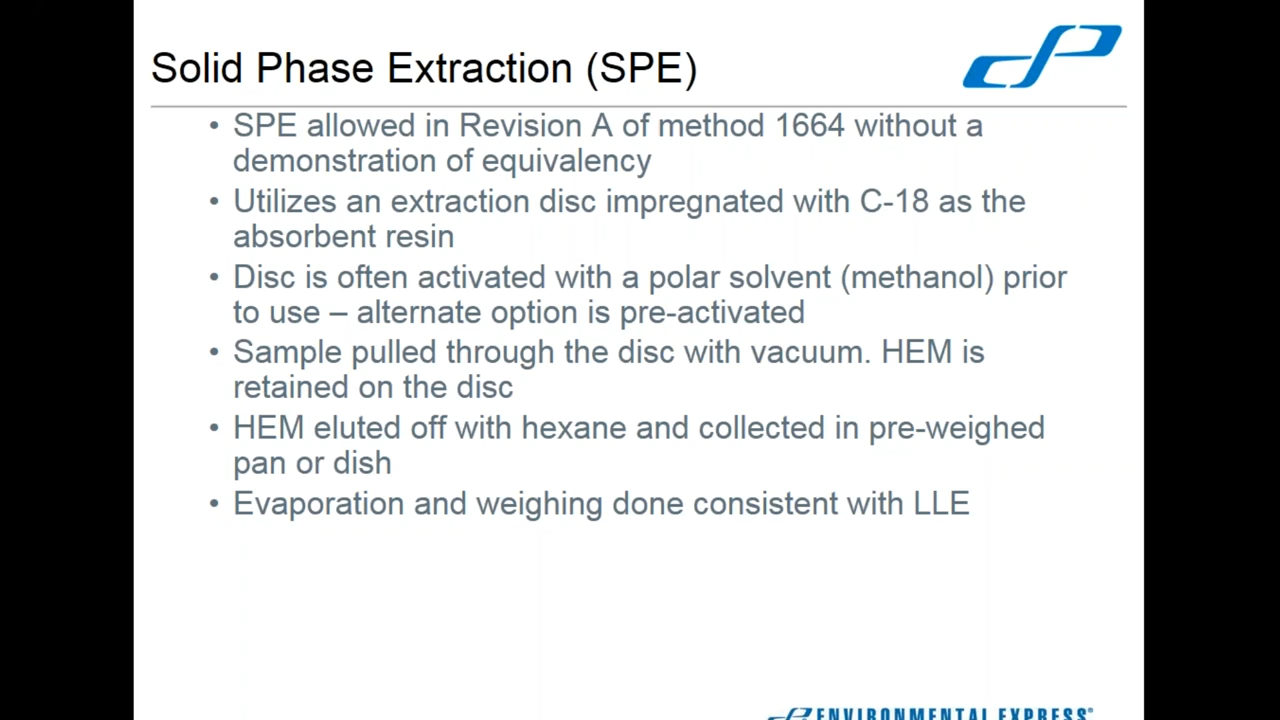 Solid Phase Extraction (SPE)
• SPE allowed in Revision A of method 1664 without a
demonstration of equivalency
• Utilizes an extraction disc impregnated with C-18 as the
absorbent resin
• Disc is often activated with a polar solvent (methanol) prior
to use – alternate option is pre-activated
• Sample pulled through the disc with vacuum. HEM is
retained on the disc
• HEM eluted off with hexane and collected in pre-weighed
pan or dish
• Evaporation and weighing done consistent with LLE
ENVIRONMENTAL EXPRESS®